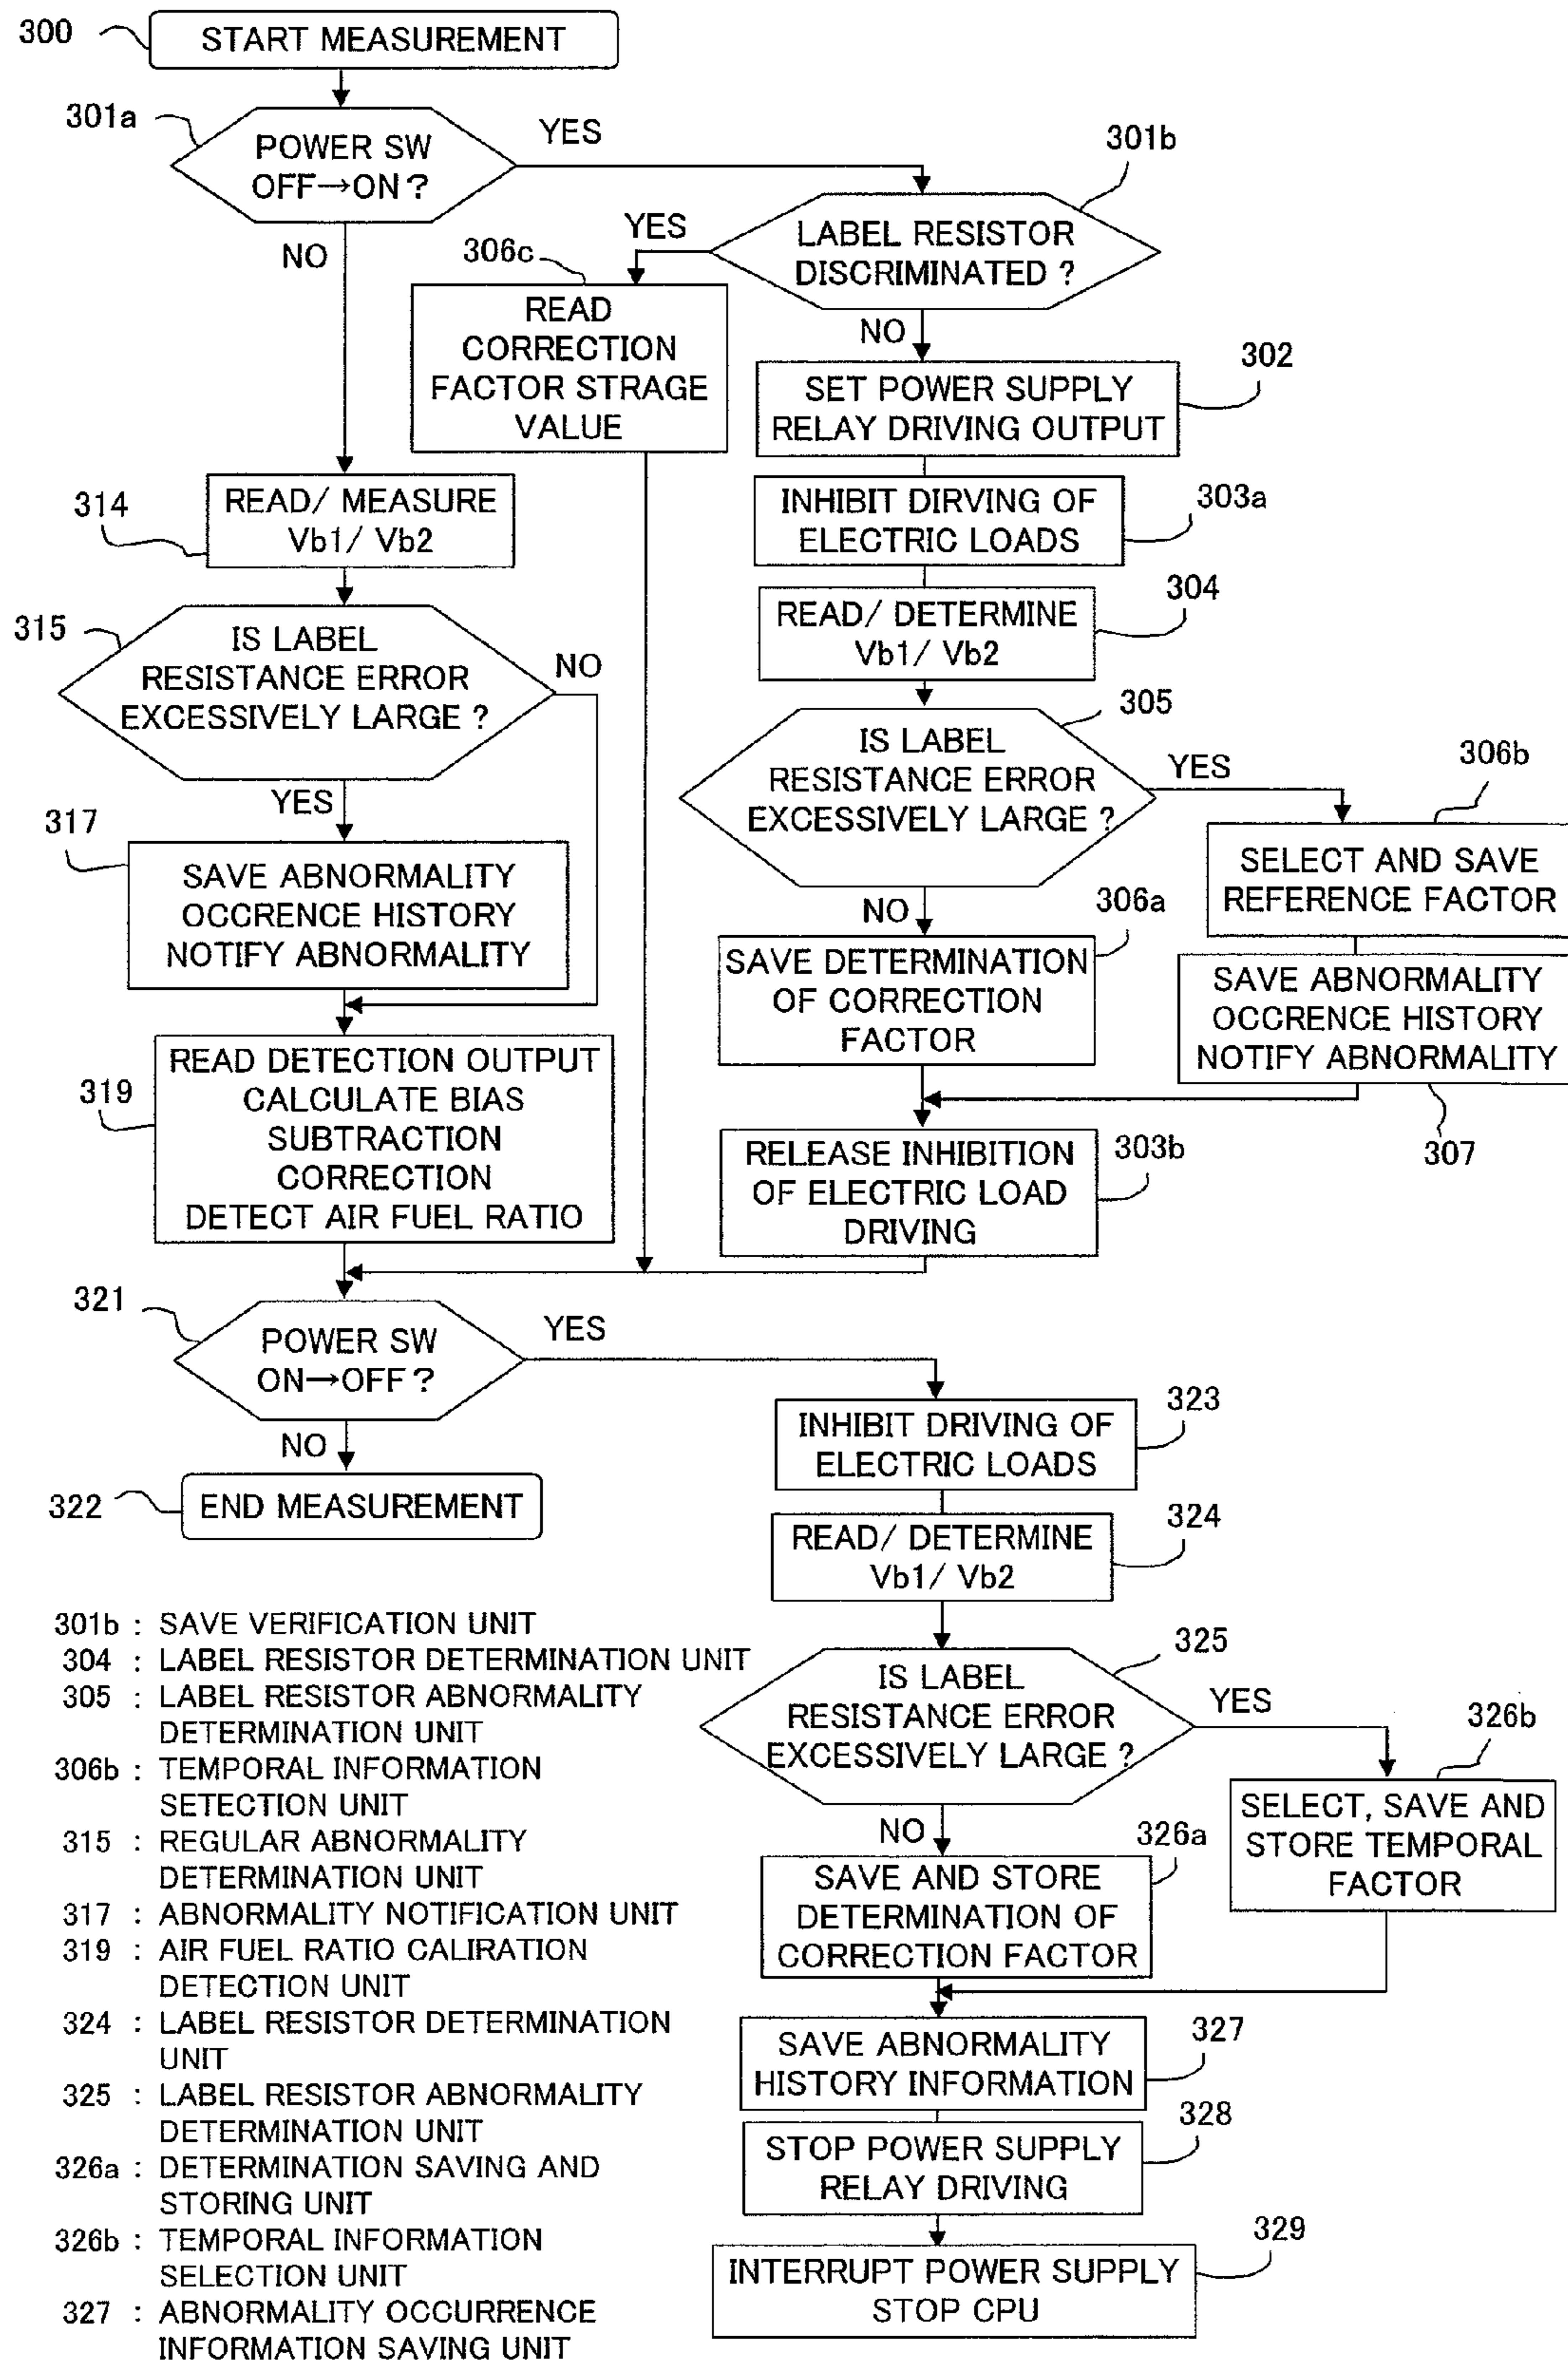 300
START MEASUREMENT
301a
POWER SW
OFF→ON?
YES
NO
301b
LABEL RESISTOR
DISCRIMINATED ?
YES
NO
306c
READ
CORRECTION
FACTOR STRAGE
VALUE
302
SET POWER SUPPLY
RELAY DRIVING OUTPUT
303a
INHIBIT DIRVING OF
ELECTRIC LOADS
314
READ/ MEASURE
Vb1/ Vb2
304
READ/ DETERMINE
Vb1/ Vb2
315
IS LABEL
RESISTANCE ERROR
EXCESSIVELY LARGE ?
NO
YES
305
IS LABEL
RESISTANCE ERROR
EXCESSIVELY LARGE ?
YES
NO
306b
SELECT AND SAVE
REFERENCE FACTOR
317
SAVE ABNORMALITY
OCCRENCE HISTORY
NOTIFY ABNORMALITY
306a
SAVE DETERMINATION
OF CORRECTION
FACTOR
SAVE ABNORMALITY
OCCRENCE HISTORY
NOTIFY ABNORMALITY
307
319
READ DETECTION OUTPUT
CALCULATE BIAS
SUBTRACTION
CORRECTION
DETECT AIR FUEL RATIO
303b
RELEASE INHIBITION
OF ELECTRIC LOAD
DRIVING
321
POWER SW
ON→OFF?
YES
NO
322
END MEASUREMENT
323
INHIBIT DRIVING OF
ELECTRIC LOADS
324
READ/ DETERMINE
Vb1/ Vb2
325
IS LABEL
RESISTANCE ERROR
EXCESSIVELY LARGE ?
YES
NO
326b
SELECT, SAVE AND
STORE TEMPORAL
FACTOR
326a
SAVE AND STORE
DETERMINATION OF
CORRECTION FACTOR
327
SAVE ABNORMALITY
HISTORY INFORMATION
328
STOP POWER SUPPLY
RELAY DRIVING
329
INTERRUPT POWER SUPPLY
STOP CPU
301b : SAVE VERIFICATION UNIT
304 : LABEL RESISTOR DETERMINATION UNIT
305 : LABEL RESISTOR ABNORMALITY
DETERMINATION UNIT
306b : TEMPORAL INFORMATION
SETECTION UNIT
315 : REGULAR ABNORMALITY
DETERMINATION UNIT
317 : ABNORMALITY NOTIFICATION UNIT
319 : AIR FUEL RATIO CALIRATION
DETECTION UNIT
324 : LABEL RESISTOR DETERMINATION
UNIT
325 : LABEL RESISTOR ABNORMALITY
DETERMINATION UNIT
326a : DETERMINATION SAVING AND
STORING UNIT
326b : TEMPORAL INFORMATION
SELECTION UNIT
327 : ABNORMALITY OCCURRENCE
INFORMATION SAVING UNIT